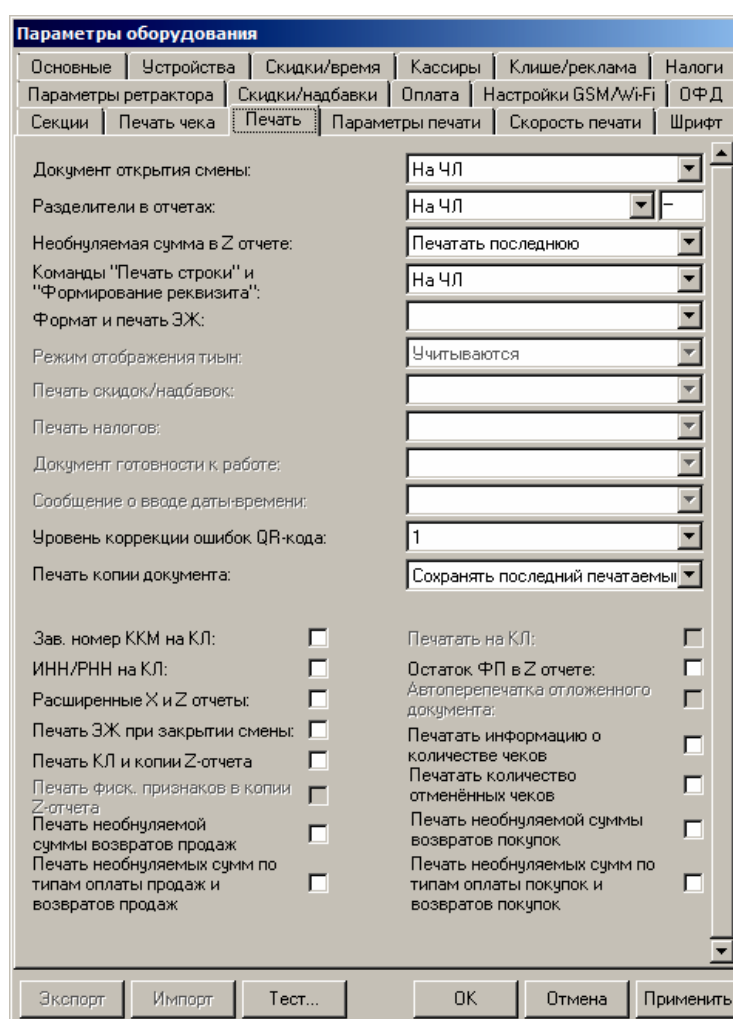 Параметры оборудования
Основные Устройства Скидки/время Кассиры Клише/реклама Налоги
Параметры ретрактора Скидки/надбавки Оплата Настройки GSM/Wi-Fi ОФД
Секции Печать чека Печать Параметры печати Скорость печати Шрифт
Документ открытия смены: На ЧЛ
Разделители в отчетах: На ЧЛ –
Необнуляемая сумма в Z отчете: Печатать последнюю
Команды "Печать строки" и
"Формирование реквизита": На ЧЛ
Формат и печать ЭЖ:
Режим отображения тиын: Учитываются
Печать скидок/надбавок:
Печать налогов:
Документ готовности к работе:
Сообщение о вводе даты-времени:
Уровень коррекции ошибок QR-кода: 1
Печать копии документа: Сохранять последний печатаемы
Зав. номер ККМ на КЛ: Печатать на КЛ:
ИНН/РНН на КЛ: Остаток ФП в Z отчете:
Расширенные X и Z отчеты: Автоперепечатка отложенного
документа:
Печать ЭЖ при закрытии смены: Печатать информацию о
количестве чеков
Печать КЛ и копии Z-отчета Печатать количество
отменённых чеков
Печать фиск. признаков в копии
Z-отчета
Печать необнуляемой
суммы возвратов продаж
Печать необнуляемой суммы
возвратов покупок
Печать необнуляемых сумм по
типам оплаты продаж и
возвратов продаж
Печать необнуляемых сумм по
типам оплаты покупок и
возвратов покупок
Экспорт Импорт Тест... OK Отмена Применить